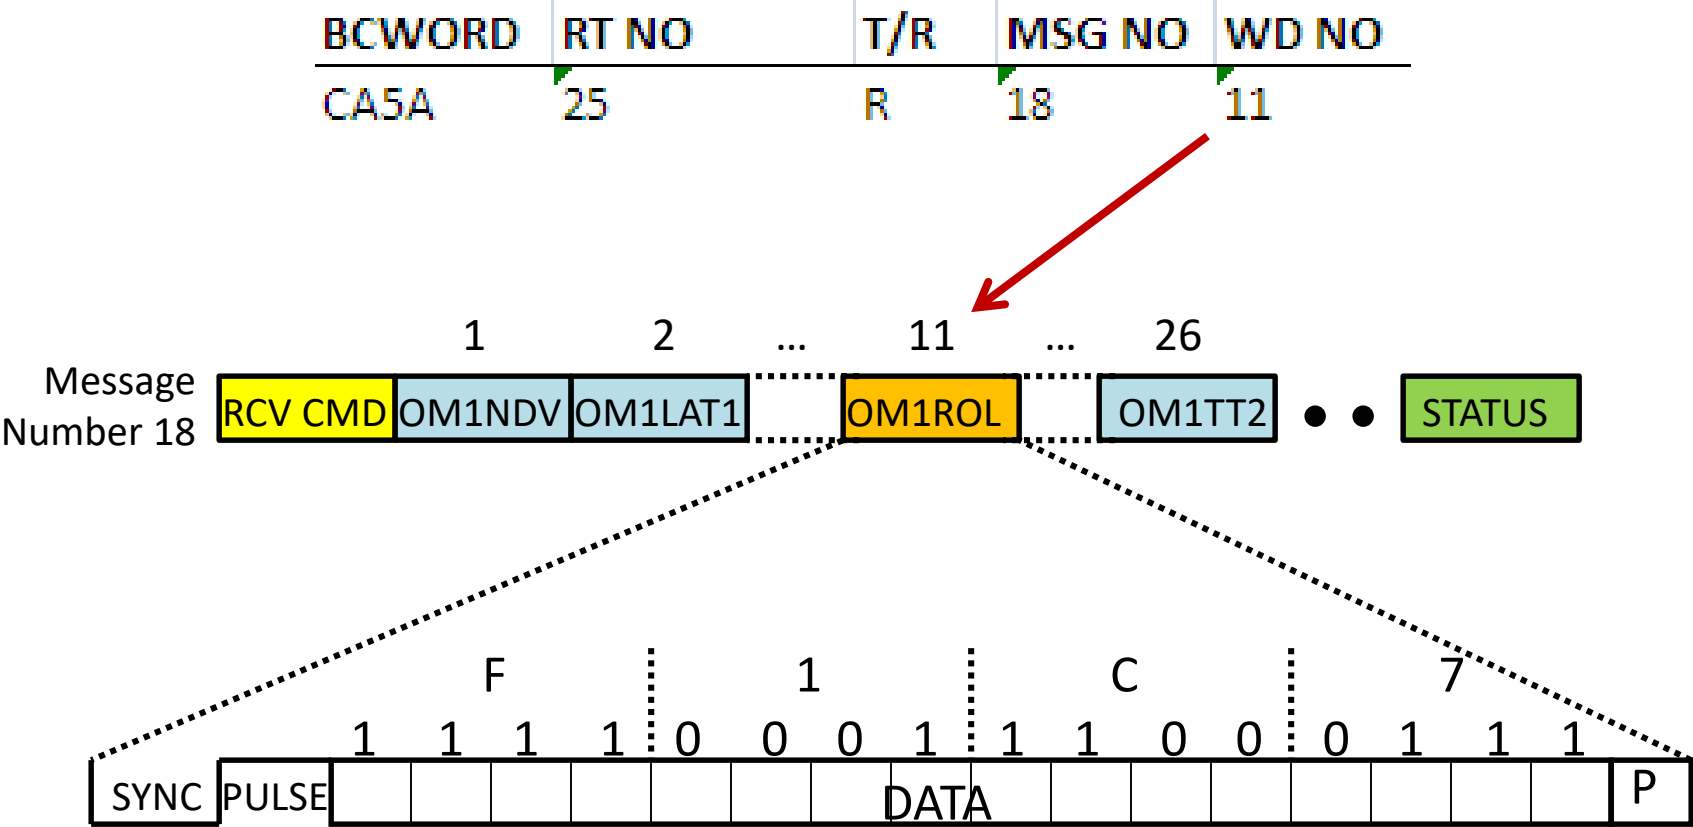 BCWORD RT NO T/R MSG NO WD NO
CA5A 25 R 18 11
1 2 ... 11 ... 26
Message
Number 18
RCV CMD OM1NDV OM1LAT1 OM1ROL OM1TT2 STATUS
F 1 C 7
1 1 1 1 0 0 0 1 1 1 0 0 0 1 1 1
SYNC PULSE DATA P